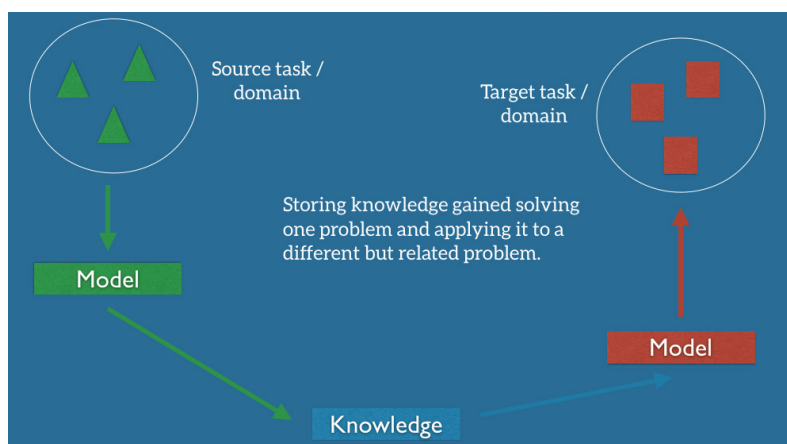 Source task /
domain
Target task /
domain
Storing knowledge gained solving
one problem and applying it to a
different but related problem.
Model
Model
Knowledge